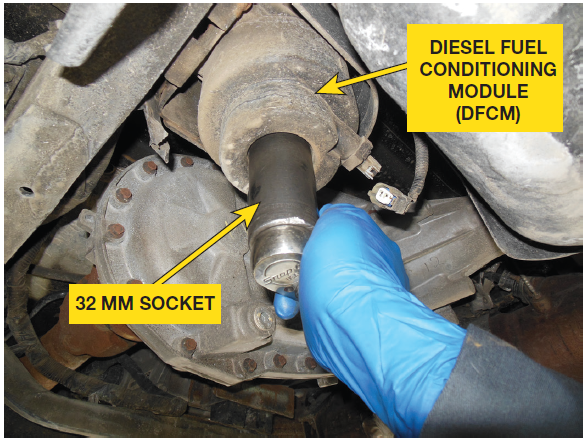 DIESEL FUEL
CONDITIONING
MODULE
(DFCM)
32 MM SOCKET